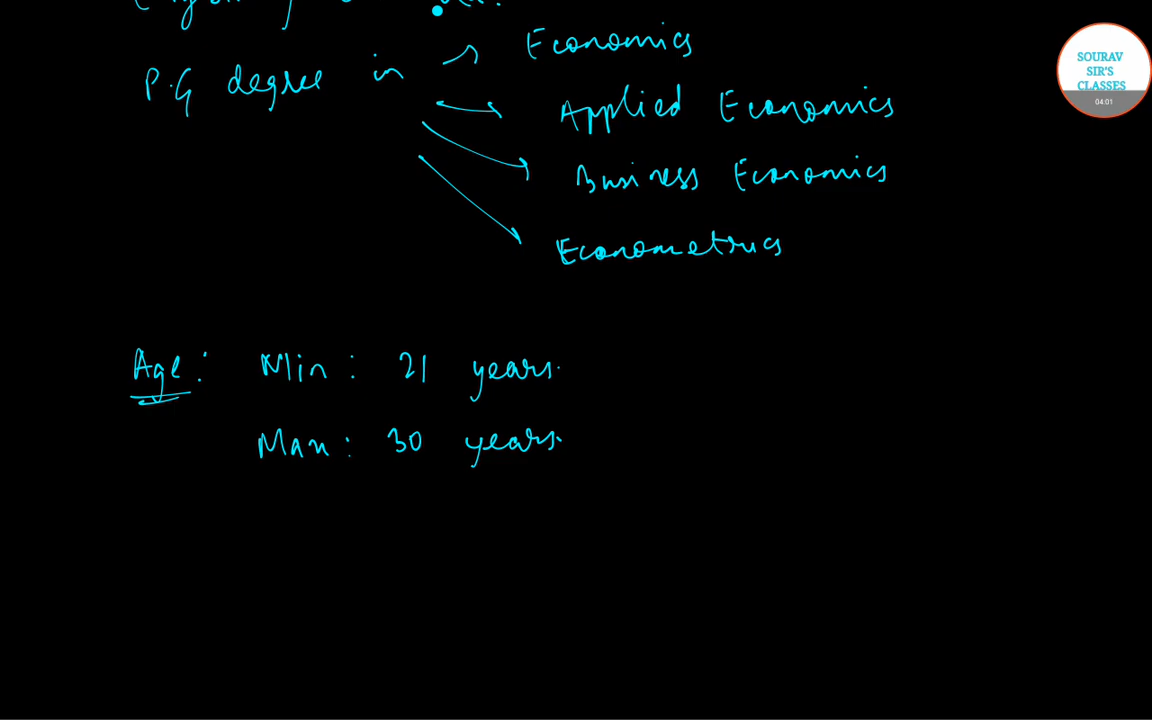 P.G degree in → Economics
→ Applied Economics
→ Business Economics
→ Econometrics
Age: Min: 21 years.
Max: 30 years.
SOURAV
SIR'S
CLASSES
04:01